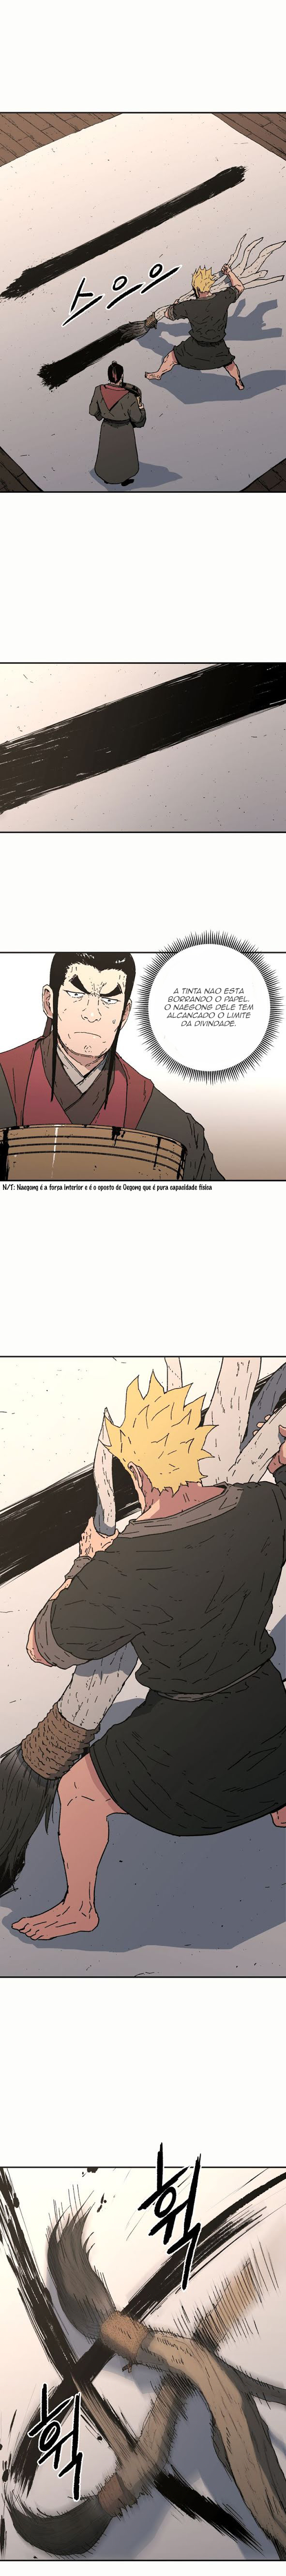 스으으
A TINTA NÃO ESTÁ
BORRANDO O PAPEL.
O NAEGONG DELE TEM
ALCANÇADO O LIMITE
DA DIVINDADE.
N/T: Naegong é a força interior e é o oposto de Oegong que é pura capacidade física
휙
휙